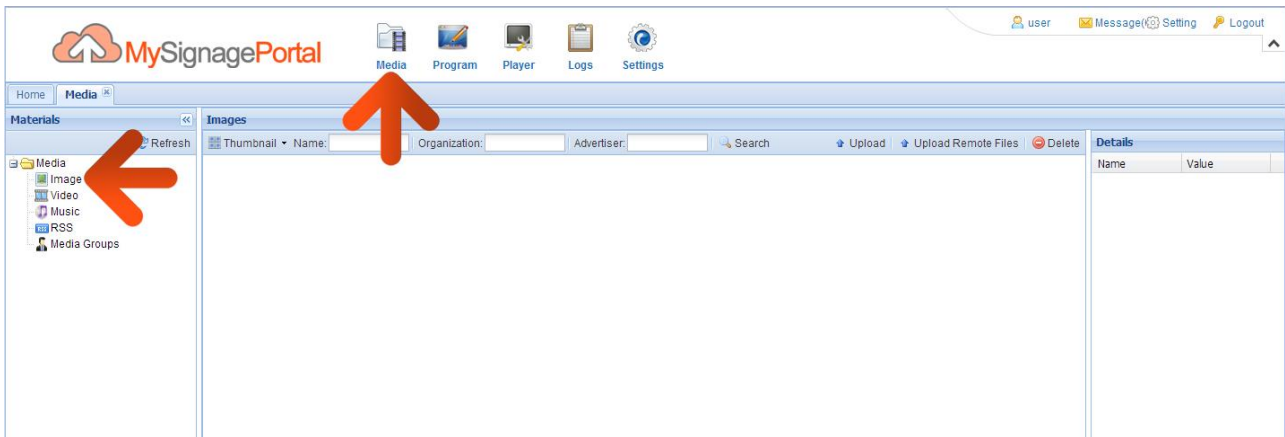 user Message( Setting Logout
MySignagePortal
Media Program Player Logs Settings
Home Media
Materials Images
Refresh Thumbnail Name: Organization: Advertiser: Search Upload Upload Remote Files Delete Details
Name Value
Media
Image
Video
Music
RSS
Media Groups